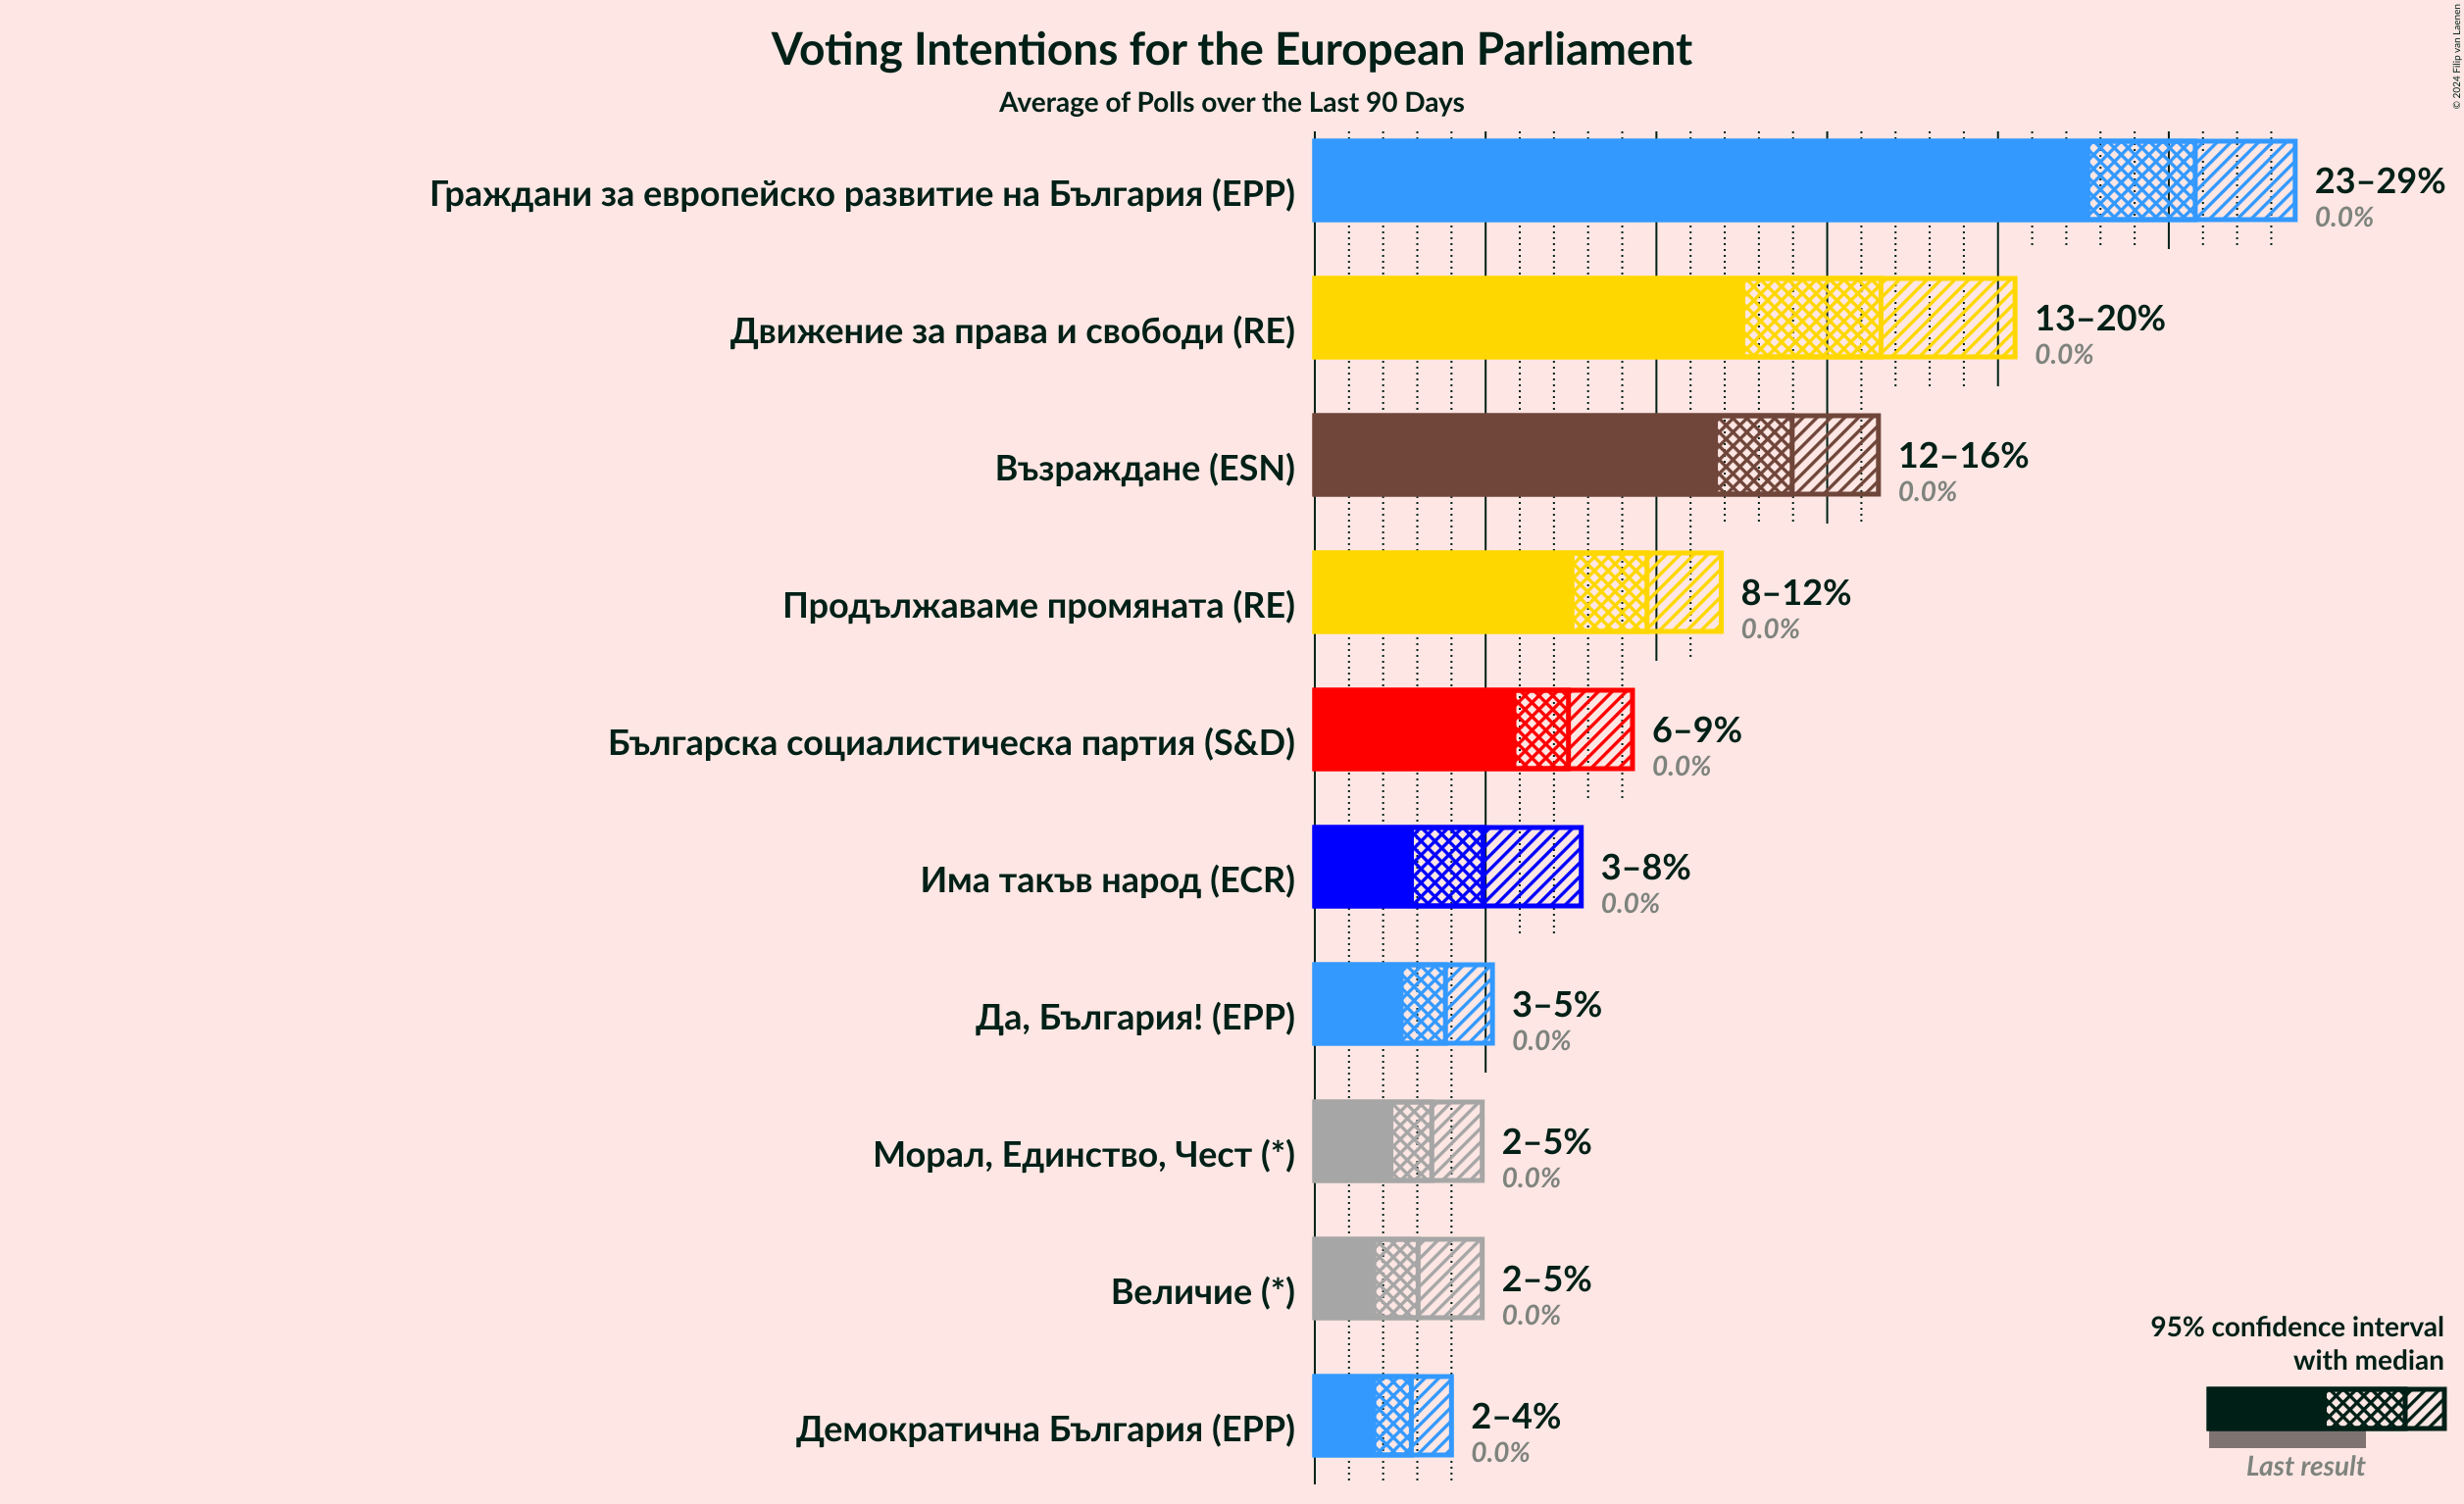 Voting Intentions for the European Parliament
Average of Polls over the Last 90 Days
© 2024 Filip van Laenen
Граждани за европейско развитие на България (EPP)
23–29%
0.0%
Движение за права и свободи (RE)
13–20%
0.0%
Възраждане (ESN)
12–16%
0.0%
Продължаваме промяната (RE)
8–12%
0.0%
Българска социалистическа партия (S&D)
6–9%
0.0%
Има такъв народ (ECR)
3–8%
0.0%
Да, България! (EPP)
3–5%
0.0%
Морал, Единство, Чест (*)
2–5%
0.0%
Величие (*)
2–5%
0.0%
Демократична България (EPP)
2–4%
0.0%
95% confidence interval
with median
Last result